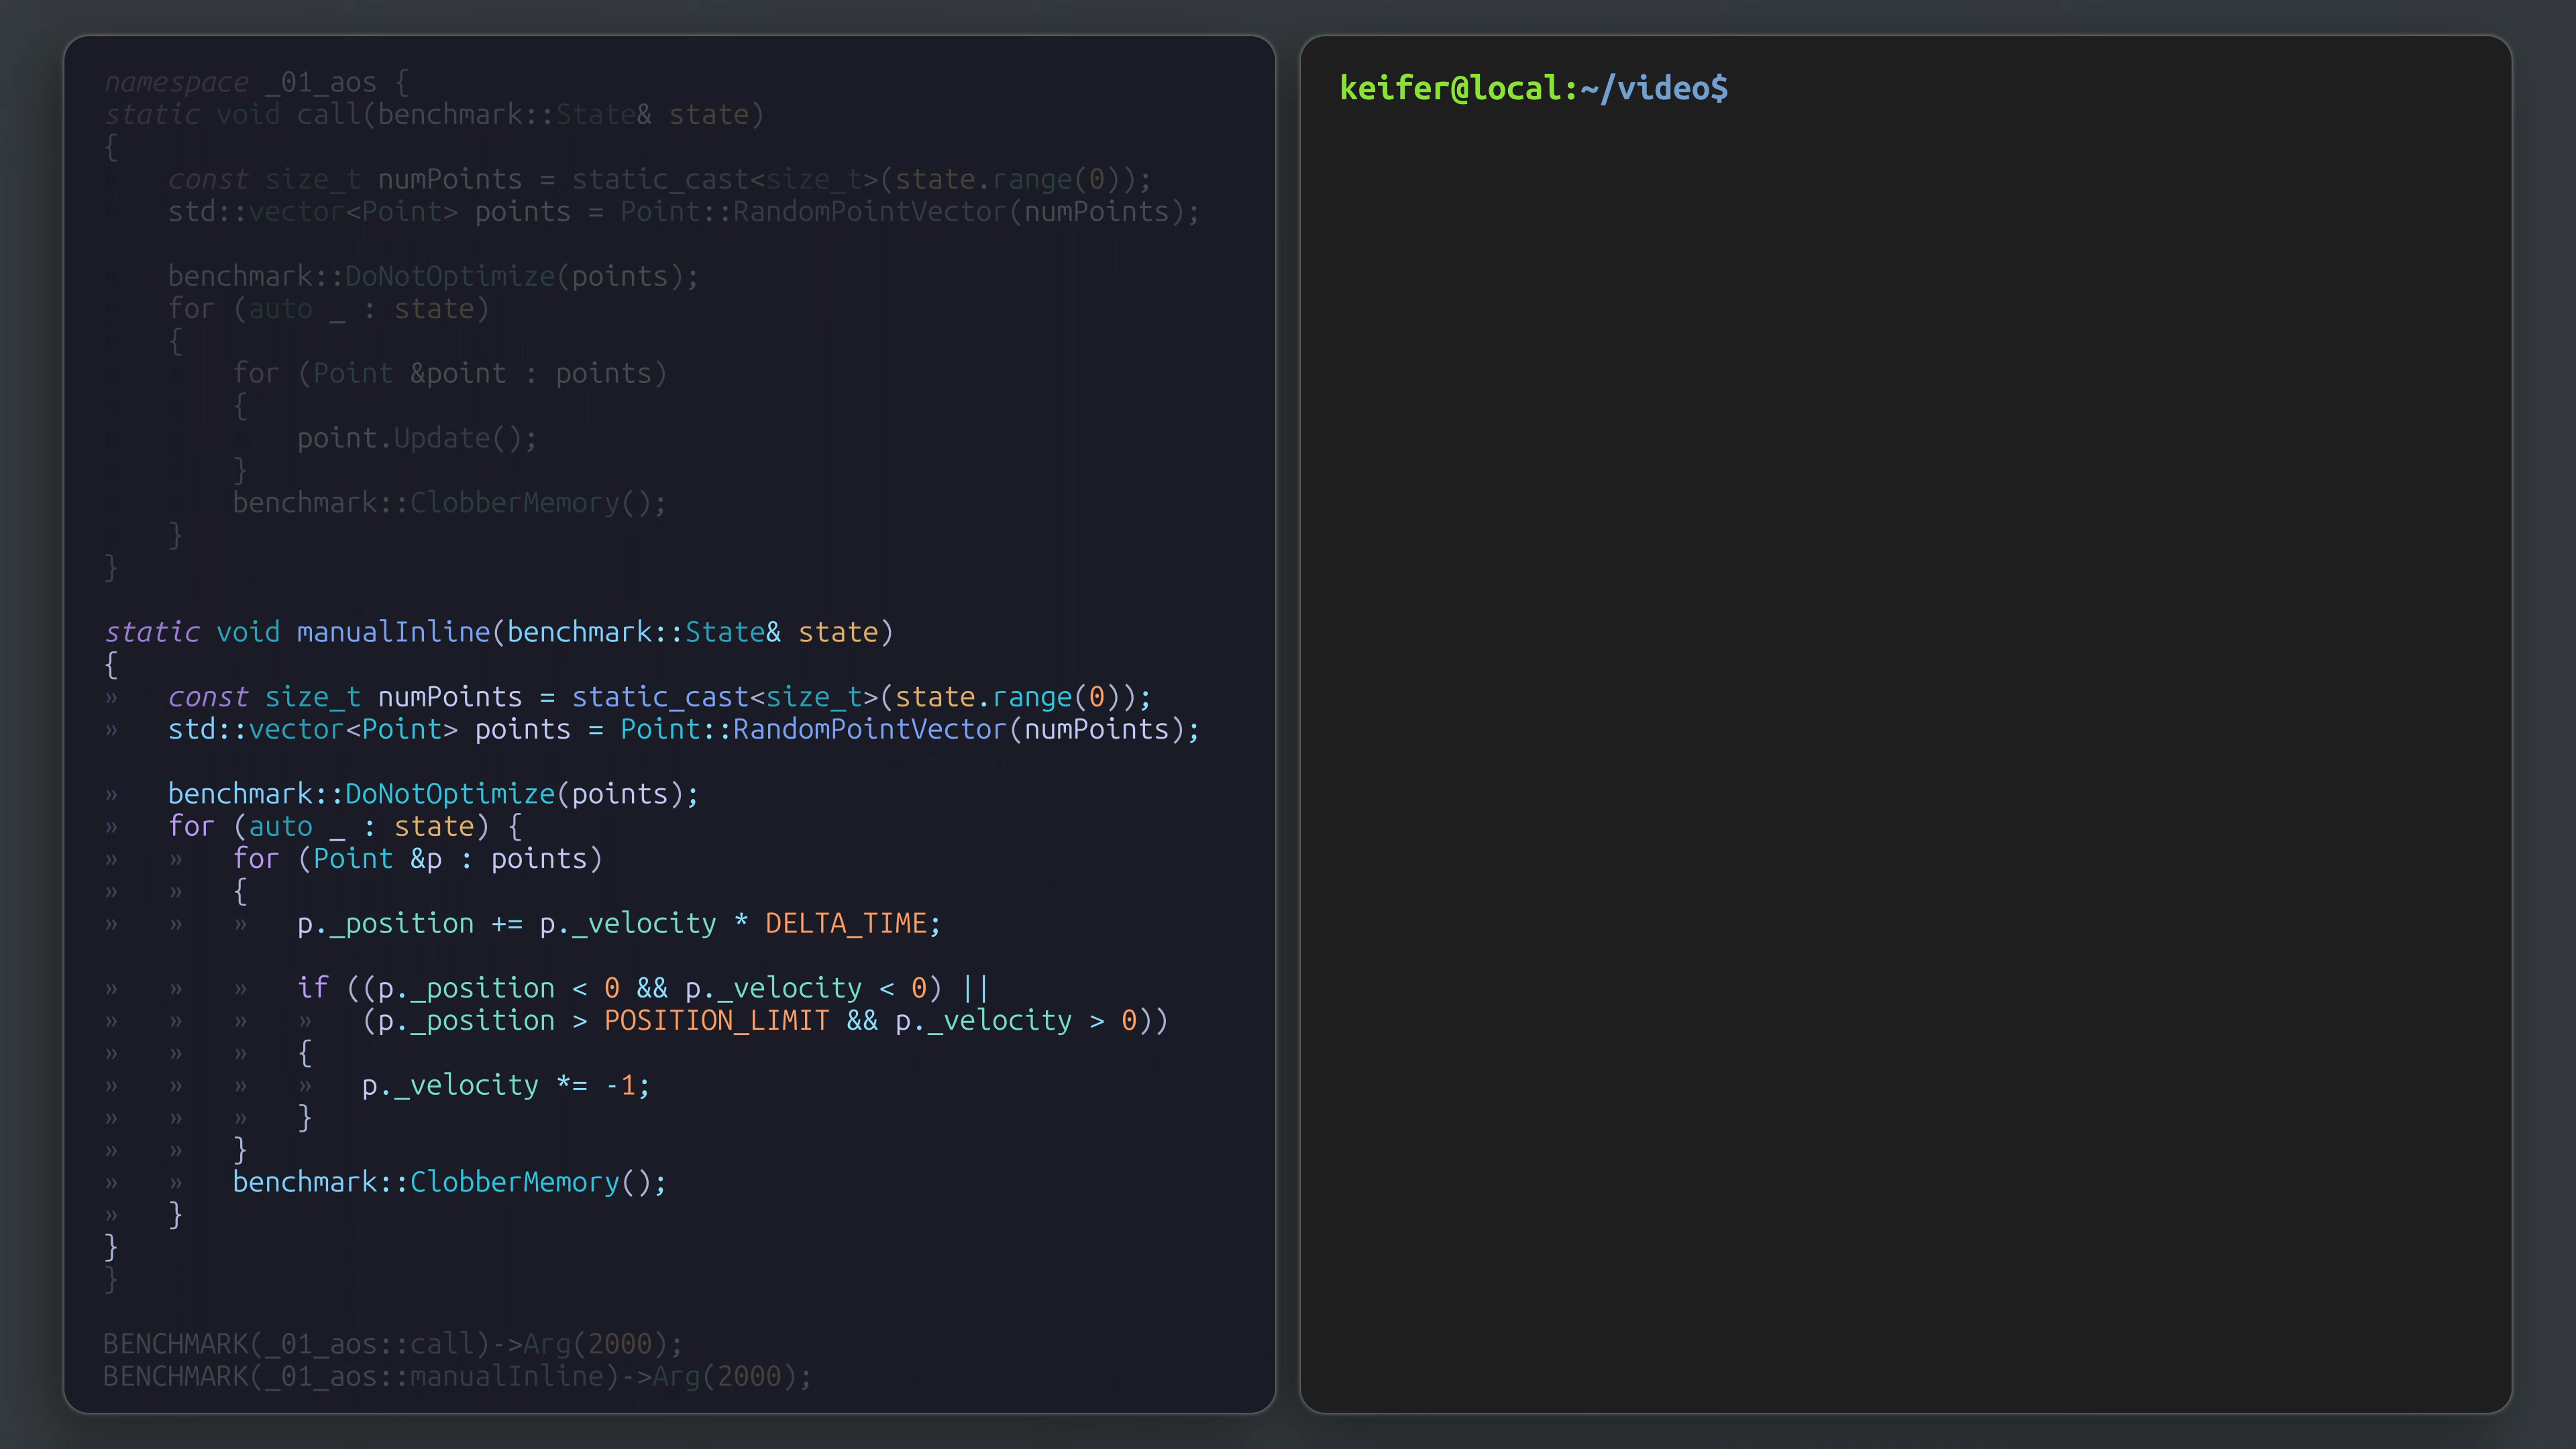 namespace _01_aos {
static void call(benchmark::State& state)
{
»   const size_t numPoints = static_cast<size_t>(state.range(0));
»   std::vector<Point> points = Point::RandomPointVector(numPoints);
»   benchmark::DoNotOptimize(points);
»   for (auto _ : state)
»   {
»   »   for (Point &point : points)
»   »   {
»   »   »   point.Update();
»   »   }
»   »   benchmark::ClobberMemory();
»   }
}
static void manualInline(benchmark::State& state)
{
»   const size_t numPoints = static_cast<size_t>(state.range(0));
»   std::vector<Point> points = Point::RandomPointVector(numPoints);
»   benchmark::DoNotOptimize(points);
»   for (auto _ : state) {
»   »   for (Point &p : points)
»   »   {
»   »   »   p._position += p._velocity * DELTA_TIME;
»   »   »   if ((p._position < 0 && p._velocity < 0) ||
»   »   »   »   (p._position > POSITION_LIMIT && p._velocity > 0))
»   »   »   {
»   »   »   »   p._velocity *= -1;
»   »   »   }
»   »   }
»   »   benchmark::ClobberMemory();
»   }
}
}
BENCHMARK(_01_aos::call)->Arg(2000);
BENCHMARK(_01_aos::manualInline)->Arg(2000);
keifer@local:~/video$